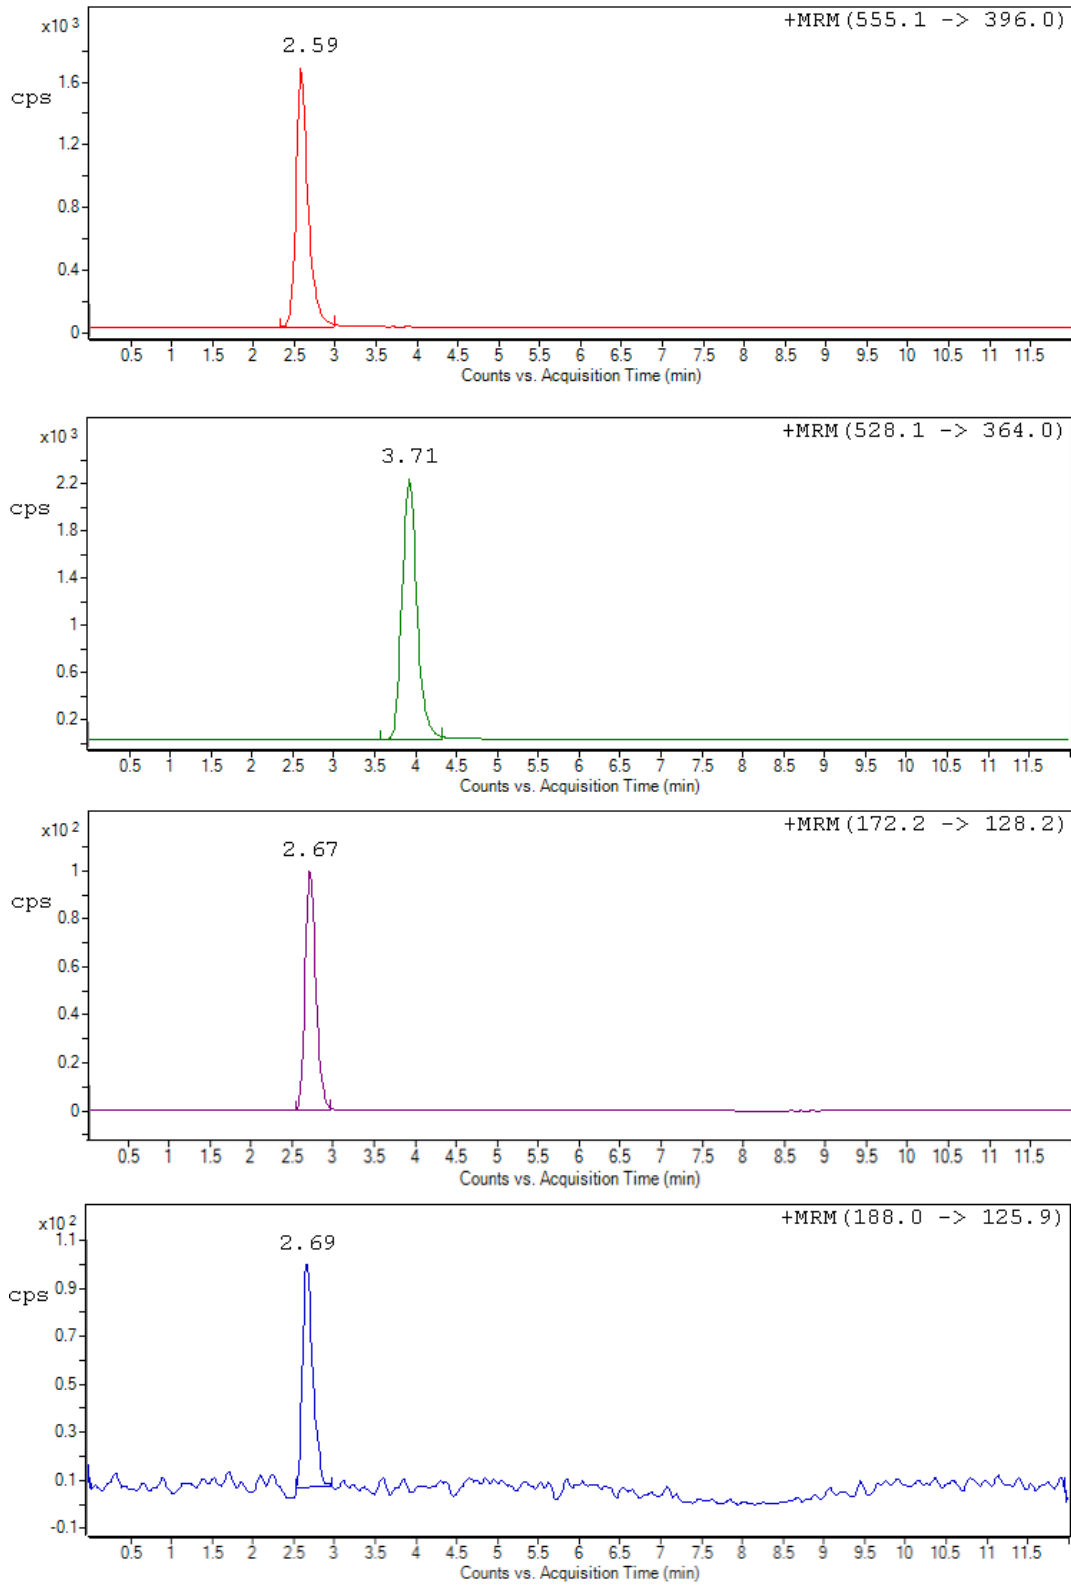 +MRM(555.1 -> 396.0)
x10 3
2.59
cps
1.6
1.2
0.8
0.4
0
0.5 1 1.5 2 2.5 3 3.5 4 4.5 5 5.5 6 6.5 7 7.5 8 8.5 9 9.5 10 10.5 11 11.5
Counts vs. Acquisition Time (min)
+MRM(528.1 -> 364.0)
x10 3
3.71
cps
2.2
1.8
1.4
1
0.6
0.2
0.5 1 1.5 2 2.5 3 3.5 4 4.5 5 5.5 6 6.5 7 7.5 8 8.5 9 9.5 10 10.5 11 11.5
Counts vs. Acquisition Time (min)
+MRM(172.2 -> 128.2)
x10 2
2.67
cps
1
0.8
0.6
0.4
0.2
0
0.5 1 1.5 2 2.5 3 3.5 4 4.5 5 5.5 6 6.5 7 7.5 8 8.5 9 9.5 10 10.5 11 11.5
Counts vs. Acquisition Time (min)
+MRM(188.0 -> 125.9)
x10 2
2.69
cps
1.1
0.9
0.7
0.5
0.3
0.1
-0.1
0.5 1 1.5 2 2.5 3 3.5 4 4.5 5 5.5 6 6.5 7 7.5 8 8.5 9 9.5 10 10.5 11 11.5
Counts vs. Acquisition Time (min)